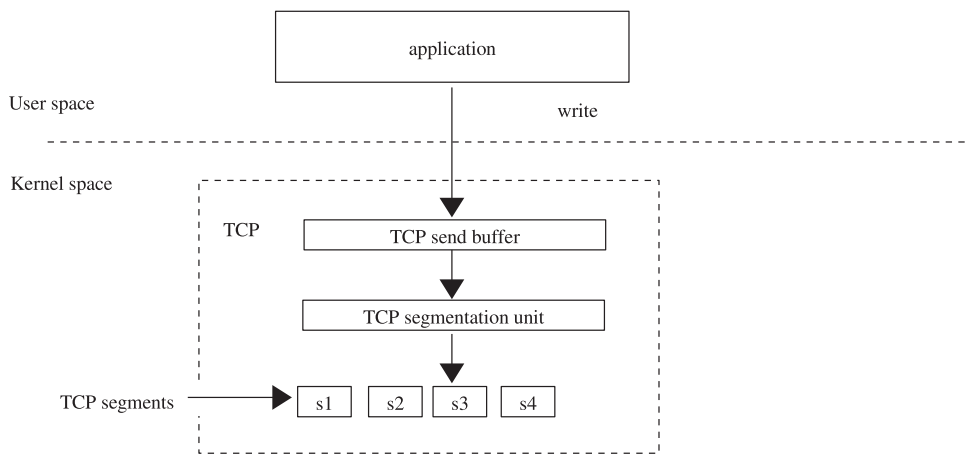 application
User space
write
Kernel space
TCP
TCP send buffer
TCP segmentation unit
TCP segments
s1
s2
s3
s4